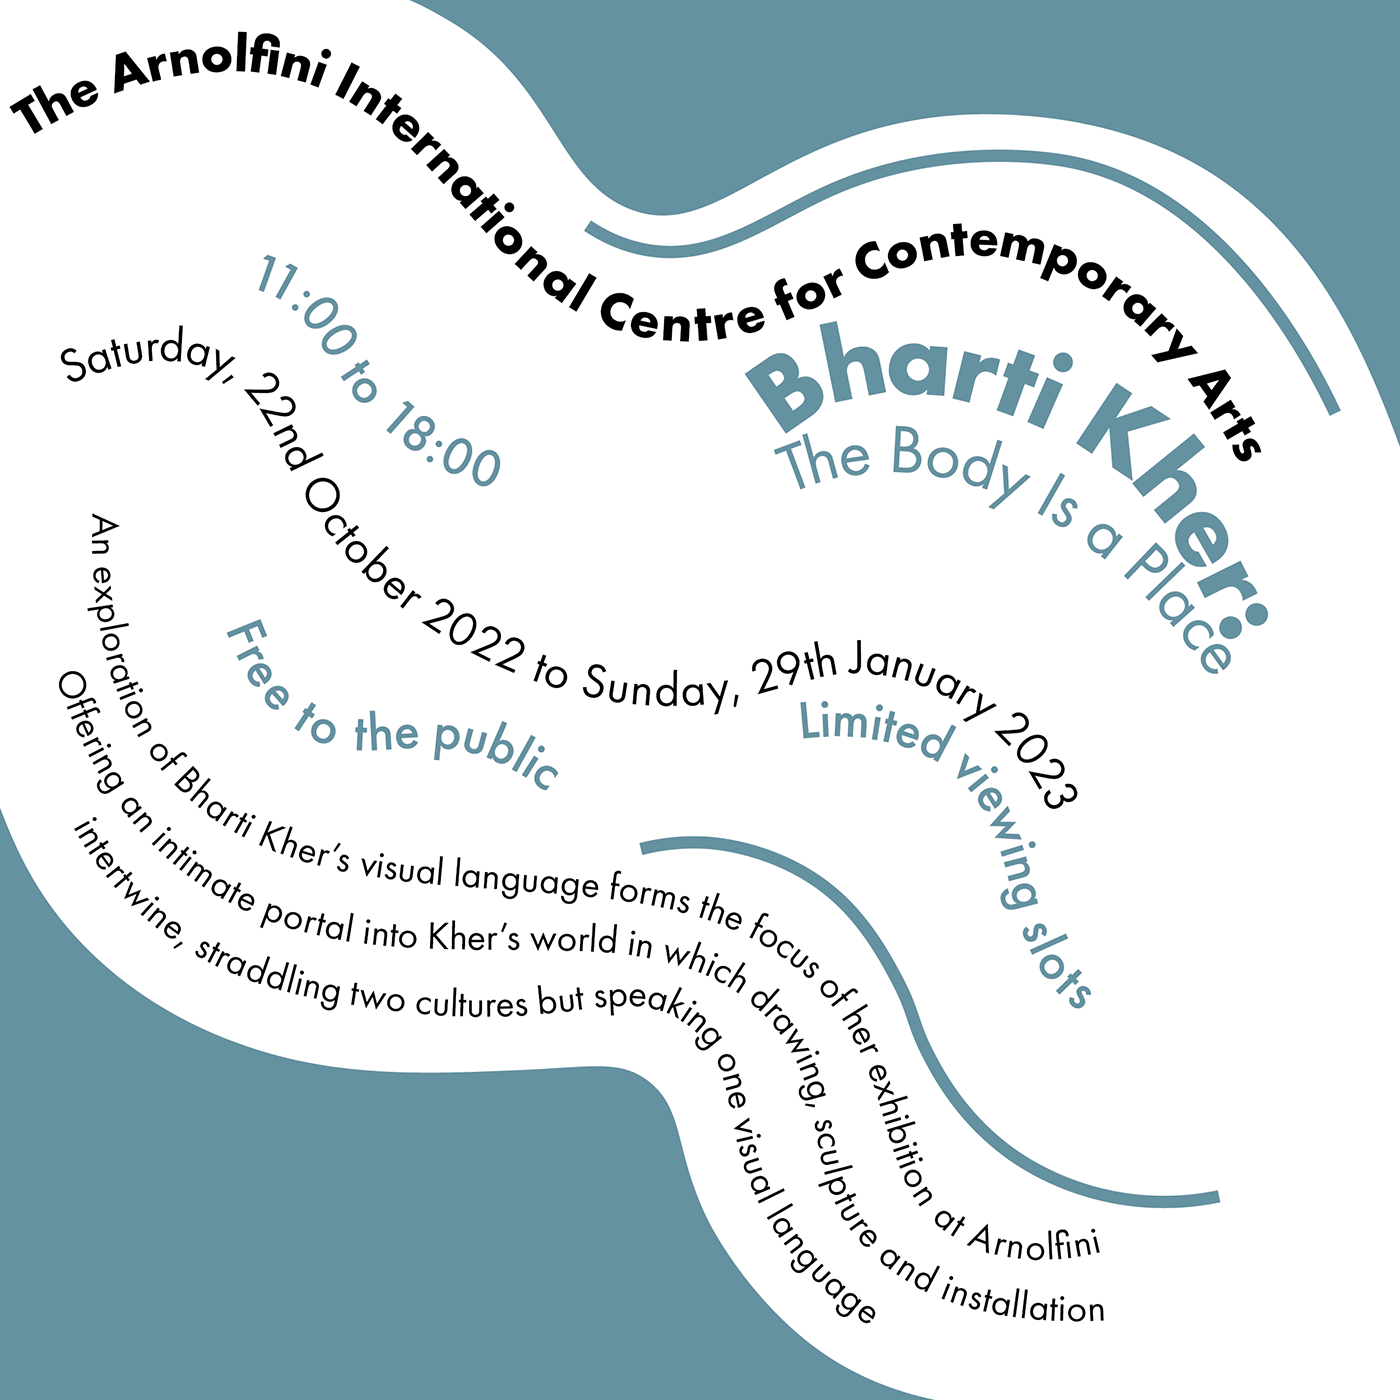 The Arnolfini International Centre for Contemporary Arts
Bharti Kher:
The Body Is a Place
11:00 to 18:00
Saturday, 22nd October 2022 to Sunday, 29th January 2023
Free to the public
Limited viewing slots
An exploration of Bharti Kher’s visual language forms the focus of her exhibition at Arnolfini
Offering an intimate portal into Kher’s world in which drawing, sculpture and installation
intertwine, straddling two cultures but speaking one visual language